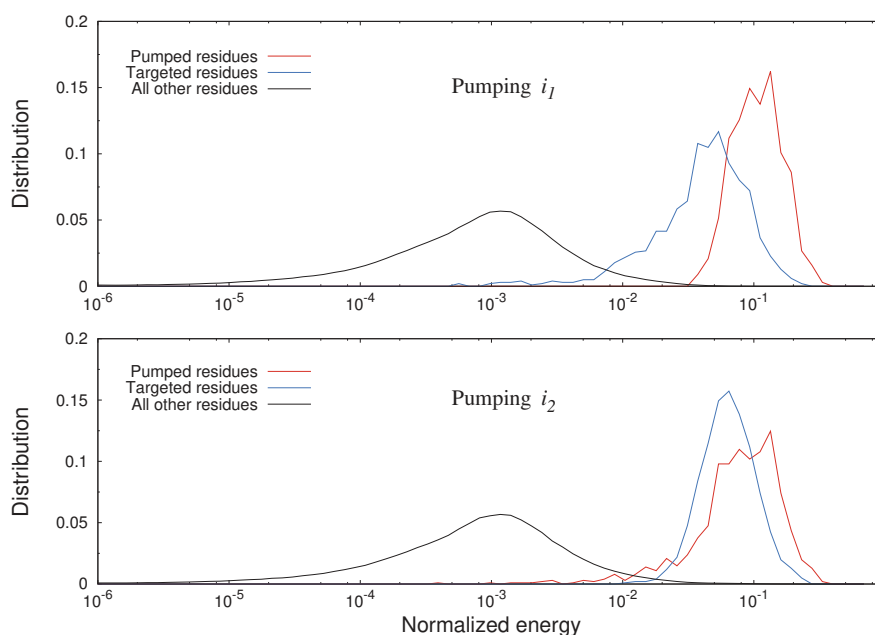 0.2
0.15
0.1
0.05
0
Distribution
Pumped residues
Targeted residues
All other residues
Pumping i1
10-6 10-5 10-4 10-3 10-2 10-1
0.2
0.15
0.1
0.05
0
Distribution
Pumped residues
Targeted residues
All other residues
Pumping i2
10-6 10-5 10-4 10-3 10-2 10-1
Normalized energy